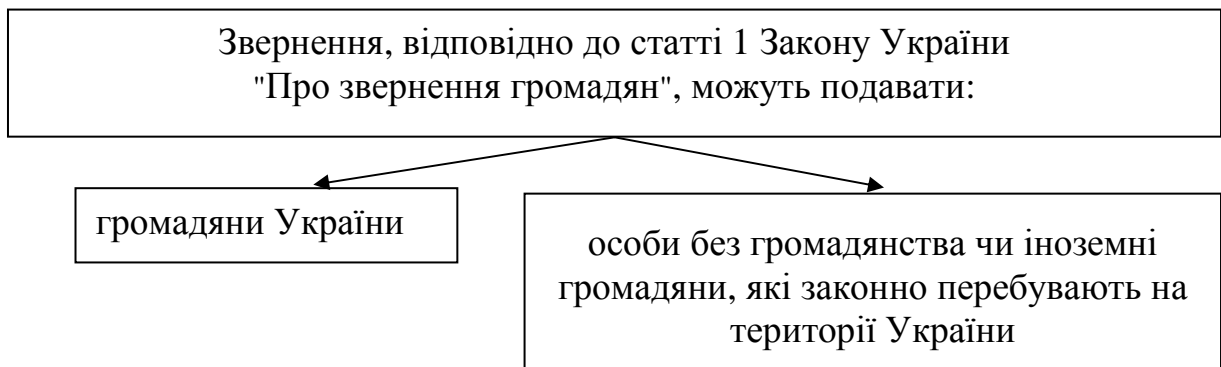 Звернення, відповідно до статті 1 Закону України
"Про звернення громадян", можуть подавати:
громадяни України
особи без громадянства чи іноземні
громадяни, які законно перебувають на
території України